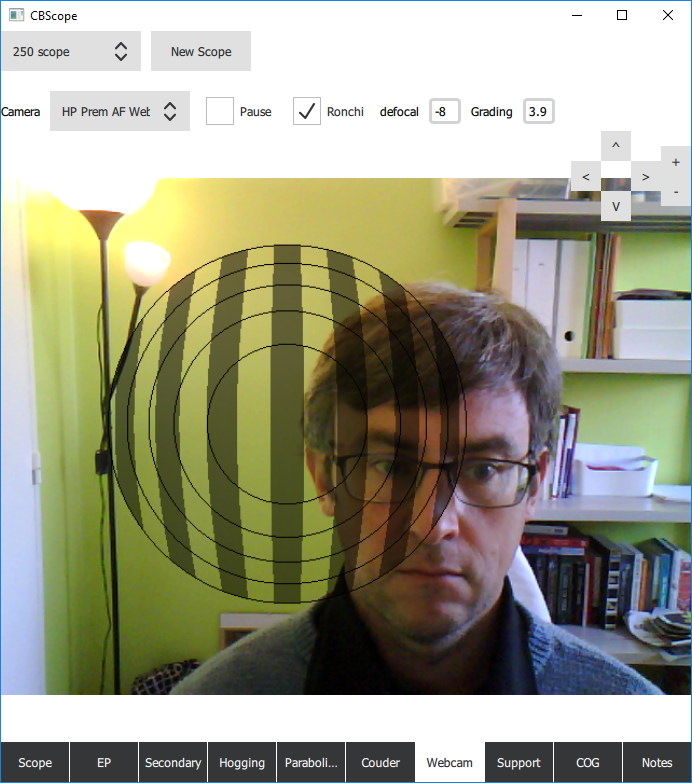 CBScope
250 scope New Scope
Camera HP Prem AF Wet Pause Ronchi defocal -8 Grading 3.9
^
< > +
V -
Scope EP Secondary Hogging Paraboli... Couder Webcam Support COG Notes